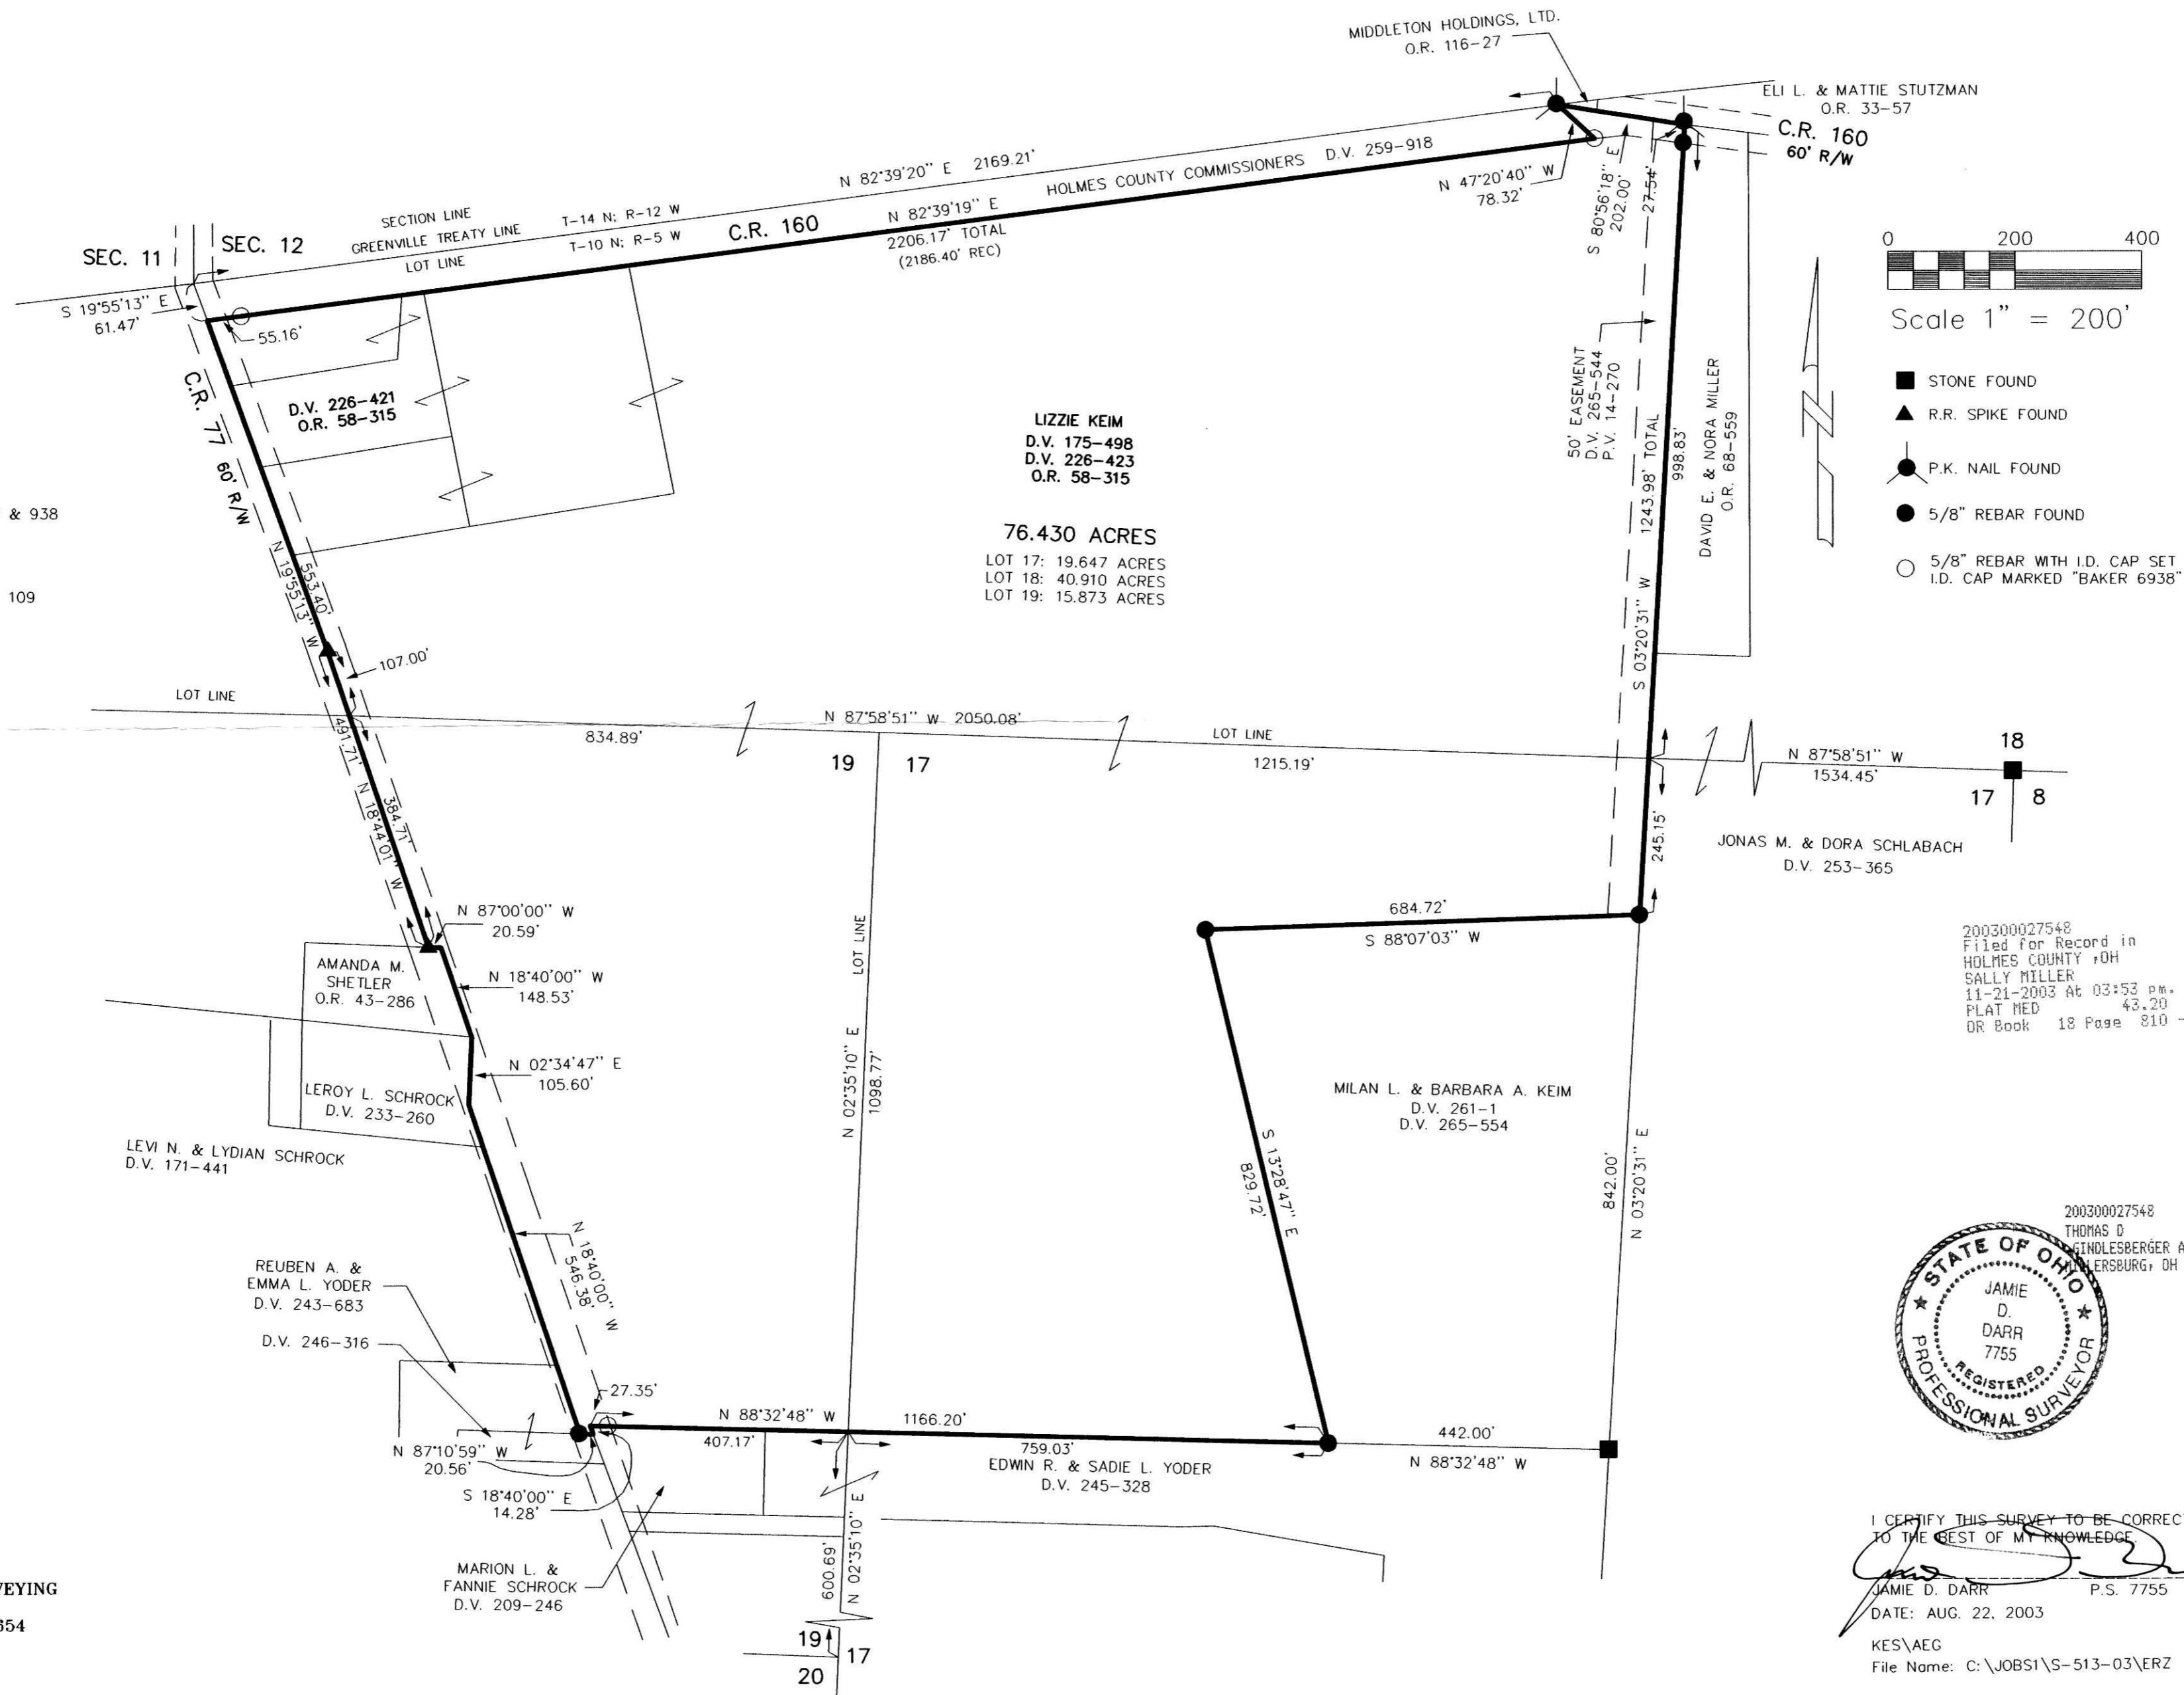 MIDDLETON HOLDINGS, LTD.
O.R. 116-27
ELI L. & MATTIE STUTZMAN
O.R. 33-57
C.R. 160
60' R/W
N 82°39'20" E 2169.21'
HOLMES COUNTY COMMISSIONERS D.V. 259-918
SECTION LINE
T-14 N; R-12 W
GREENVILLE TREATY LINE
T-10 N; R-5 W
LOT LINE
C.R. 160
N 82°39'19" E
2206.17' TOTAL
(2186.40' REC)
N 47°20'40" W
78.32'
S 80°56'18" E
202.00'
27.54'
SEC. 11
SEC. 12
S 19°55'13" E
61.47'
55.16'
C.R. 77 60' R/W
D.V. 226-421
O.R. 58-315
N 19°55'13" W
553.40'
107.00'
LIZZIE KEIM
D.V. 175-498
D.V. 226-423
O.R. 58-315
76.430 ACRES
LOT 17: 19.647 ACRES
LOT 18: 40.910 ACRES
LOT 19: 15.873 ACRES
50' EASEMENT
D.V. 265-544
P.V. 14-270
S 03°20'31" W 1243.98' TOTAL
998.83'
DAVID E. & NORA MILLER
O.R. 68-559
0 200 400
Scale 1" = 200'
N
STONE FOUND
R.R. SPIKE FOUND
P.K. NAIL FOUND
5/8" REBAR FOUND
5/8" REBAR WITH I.D. CAP SET
I.D. CAP MARKED "BAKER 6938"
& 938
109
LOT LINE
N 87°58'51" W 2050.08'
834.89'
LOT LINE
1215.19'
19 17
N 87°58'51" W
1534.45'
18
17 8
245.15'
JONAS M. & DORA SCHLABACH
D.V. 253-365
491.71' N 18°44'01" W
384.71'
N 87°00'00" W
20.59'
AMANDA M.
SHETLER
O.R. 43-286
N 18°40'00" W
148.53'
N 02°34'47" E
105.60'
LEROY L. SCHROCK
D.V. 233-260
LEVI N. & LYDIAN SCHROCK
D.V. 171-441
N 02°35'10" E LOT LINE
1098.77'
684.72'
S 88°07'03" W
S 13°28'47" E
829.72'
MILAN L. & BARBARA A. KEIM
D.V. 261-1
D.V. 265-554
842.00'
N 03°20'31" E
200300027548
Filed for Record in
HOLMES COUNTY ,OH
SALLY MILLER
11-21-2003 At 03:53 pm.
PLAT MED 43.20
OR Book 18 Page 810 -
REUBEN A. &
EMMA L. YODER
D.V. 243-683
D.V. 246-316
N 18°40'00" W
546.38'
27.35'
N 88°32'48" W 1166.20'
407.17'
759.03'
EDWIN R. & SADIE L. YODER
D.V. 245-328
442.00'
N 88°32'48" W
N 87°10'59" W
20.56'
S 18°40'00" E
14.28'
MARION L. &
FANNIE SCHROCK
D.V. 209-246
600.69'
N 02°35'10" E
19 17
20
200300027548
THOMAS D
GINDLESBERGER A
MILLERSBURG, OH
STATE OF OHIO
JAMIE
D.
DARR
7755
REGISTERED
PROFESSIONAL SURVEYOR
I CERTIFY THIS SURVEY TO BE CORREC
TO THE BEST OF MY KNOWLEDGE.
JAMIE D. DARR P.S. 7755
DATE: AUG. 22, 2003
KES\AEG
File Name: C:\JOBS1\S-513-03\ERZ
VEYING
654